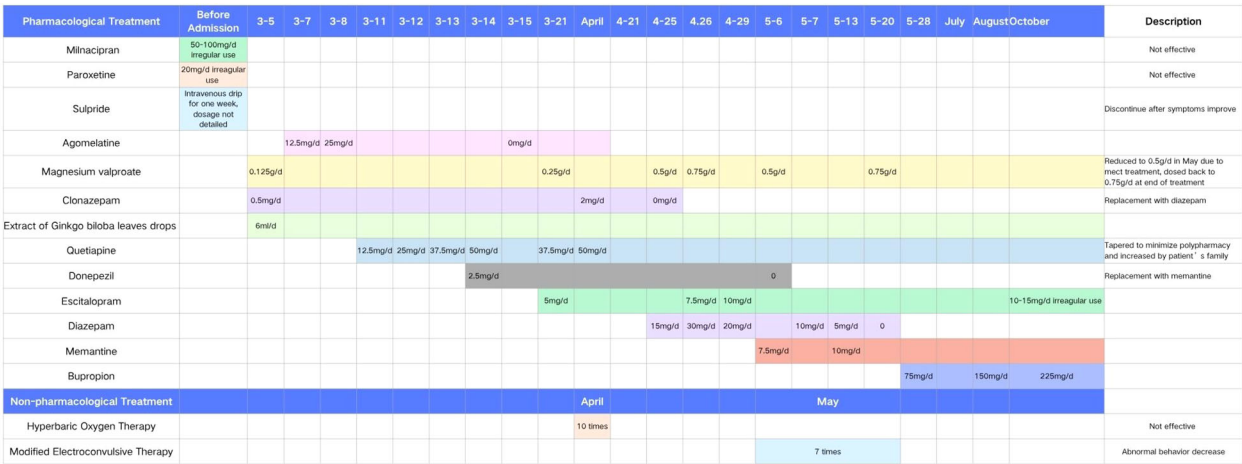 Pharmacological Treatment Before Admission 3-5 3-7 3-8 3-11 3-12 3-13 3-14 3-15 3-21 April 4-21 4-25 4.26 4-29 5-6 5-7 5-13 5-20 5-28 July August October Description
Milnacipran 50-100mg/d irregular use Not effective
Paroxetine 20mg/d irreagular use Not effective
Sulpride Intravenous drip for one week, dosage not detailed Discontinue after symptoms improve
Agomelatine 12.5mg/d 25mg/d 0mg/d
Magnesium valproate 0.125g/d 0.25g/d 0.5g/d 0.75g/d 0.5g/d 0.75g/d Reduced to 0.5g/d in May due to mect treatment, dosed back to 0.75g/d at end of treatment
Clonazepam 0.5mg/d 2mg/d 0mg/d Replacement with diazepam
Extract of Ginkgo biloba leaves drops 6ml/d
Quetiapine 12.5mg/d 25mg/d 37.5mg/d 50mg/d 37.5mg/d 50mg/d Tapered to minimize polypharmacy and increased by patient's family
Donepezil 2.5mg/d 0 Replacement with memantine
Escitalopram 5mg/d 7.5mg/d 10mg/d 10-15mg/d irreagular use
Diazepam 15mg/d 30mg/d 20mg/d 10mg/d 5mg/d 0
Memantine 7.5mg/d 10mg/d
Bupropion 75mg/d 150mg/d 225mg/d
Non-pharmacological Treatment April May
Hyperbaric Oxygen Therapy 10 times Not effective
Modified Electroconvulsive Therapy 7 times Abnormal behavior decrease